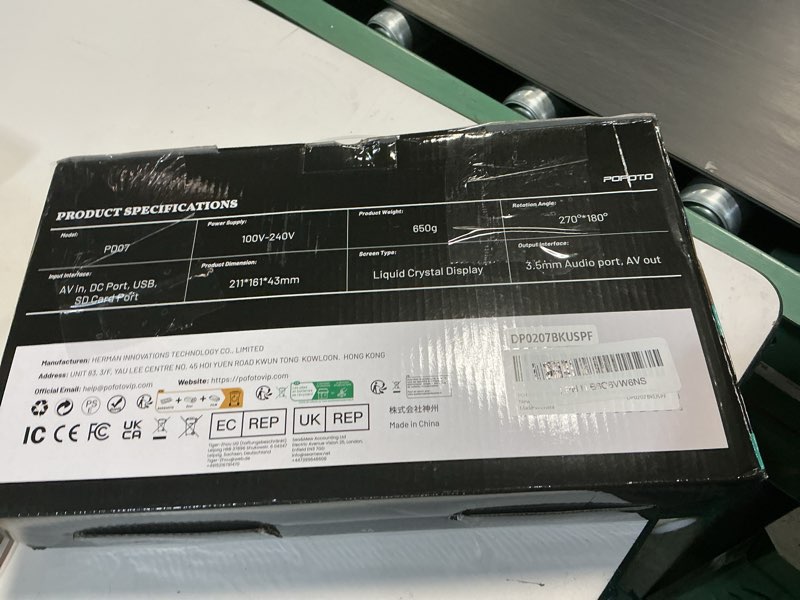 POFOTO
PRODUCT SPECIFICATIONS
Model:
PD07
Power Supply:
100V-240V
Product Weight:
650g
Rotation Angle:
270°*180°
Input Interface:
AV In, DC Port, USB,
SD Card Port
Product Dimension:
211*161*43mm
Screen Type:
Liquid Crystal Display
Output Interface:
3.5mm Audio port, AV out
Manufacturer: HERMAN INNOVATIONS TECHNOLOGY CO., LIMITED
Address: UNIT 83, 3/F, YAU LEE CENTRE NO. 45 HOI YUEN ROAD KWUN TONG KOWLOON, HONG KONG
Official Email: help@pofotovip.com
Website: https://pofotovip.com
PS
IC CE FC UK CA
EC REP
UK REP
株式会社神州
Made in China
DP0207BKUSPF